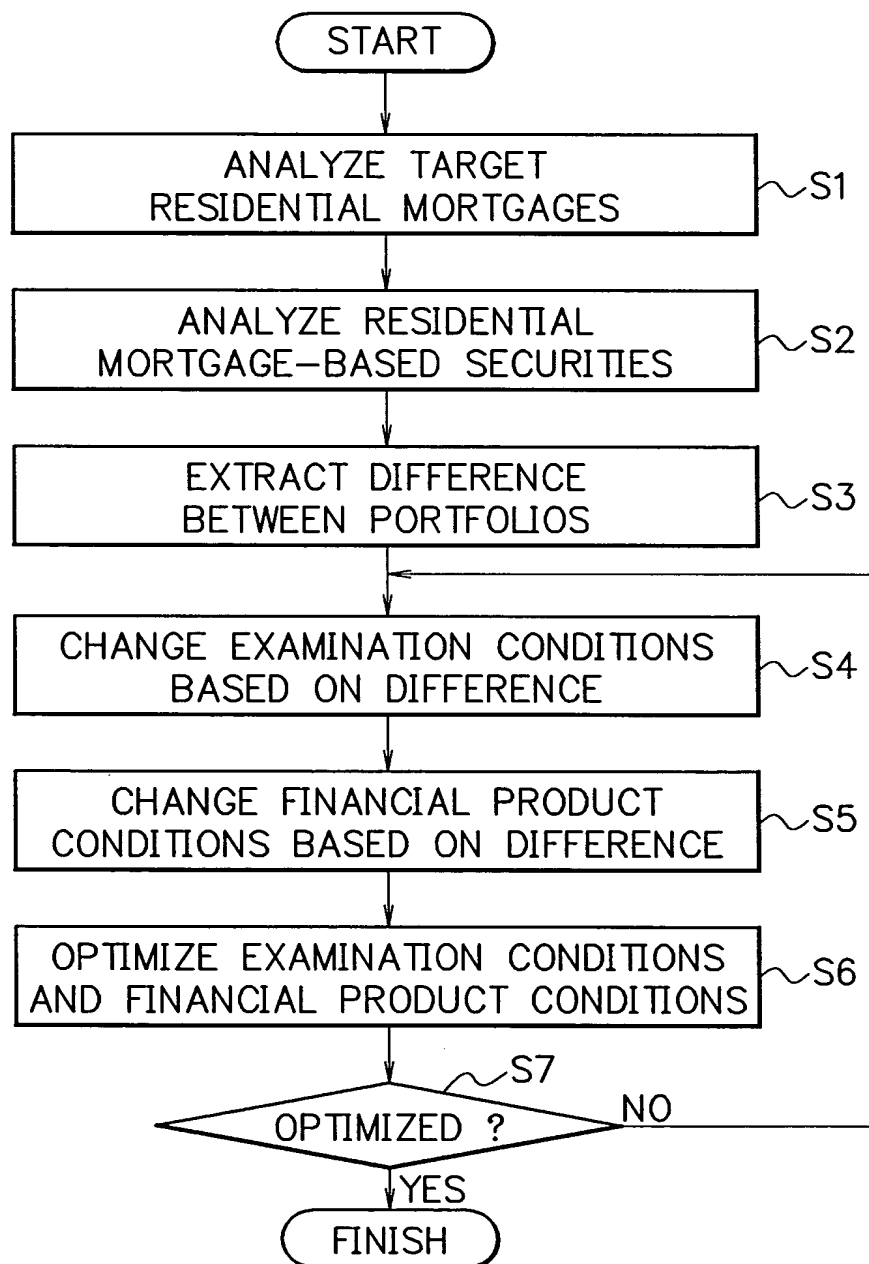 START
ANALYZE TARGET
RESIDENTIAL MORTGAGES
S1
ANALYZE RESIDENTIAL
MORTGAGE-BASED SECURITIES
S2
EXTRACT DIFFERENCE
BETWEEN PORTFOLIOS
S3
CHANGE EXAMINATION CONDITIONS
BASED ON DIFFERENCE
S4
CHANGE FINANCIAL PRODUCT
CONDITIONS BASED ON DIFFERENCE
S5
OPTIMIZE EXAMINATION CONDITIONS
AND FINANCIAL PRODUCT CONDITIONS
S6
S7
OPTIMIZED ?
NO
YES
FINISH